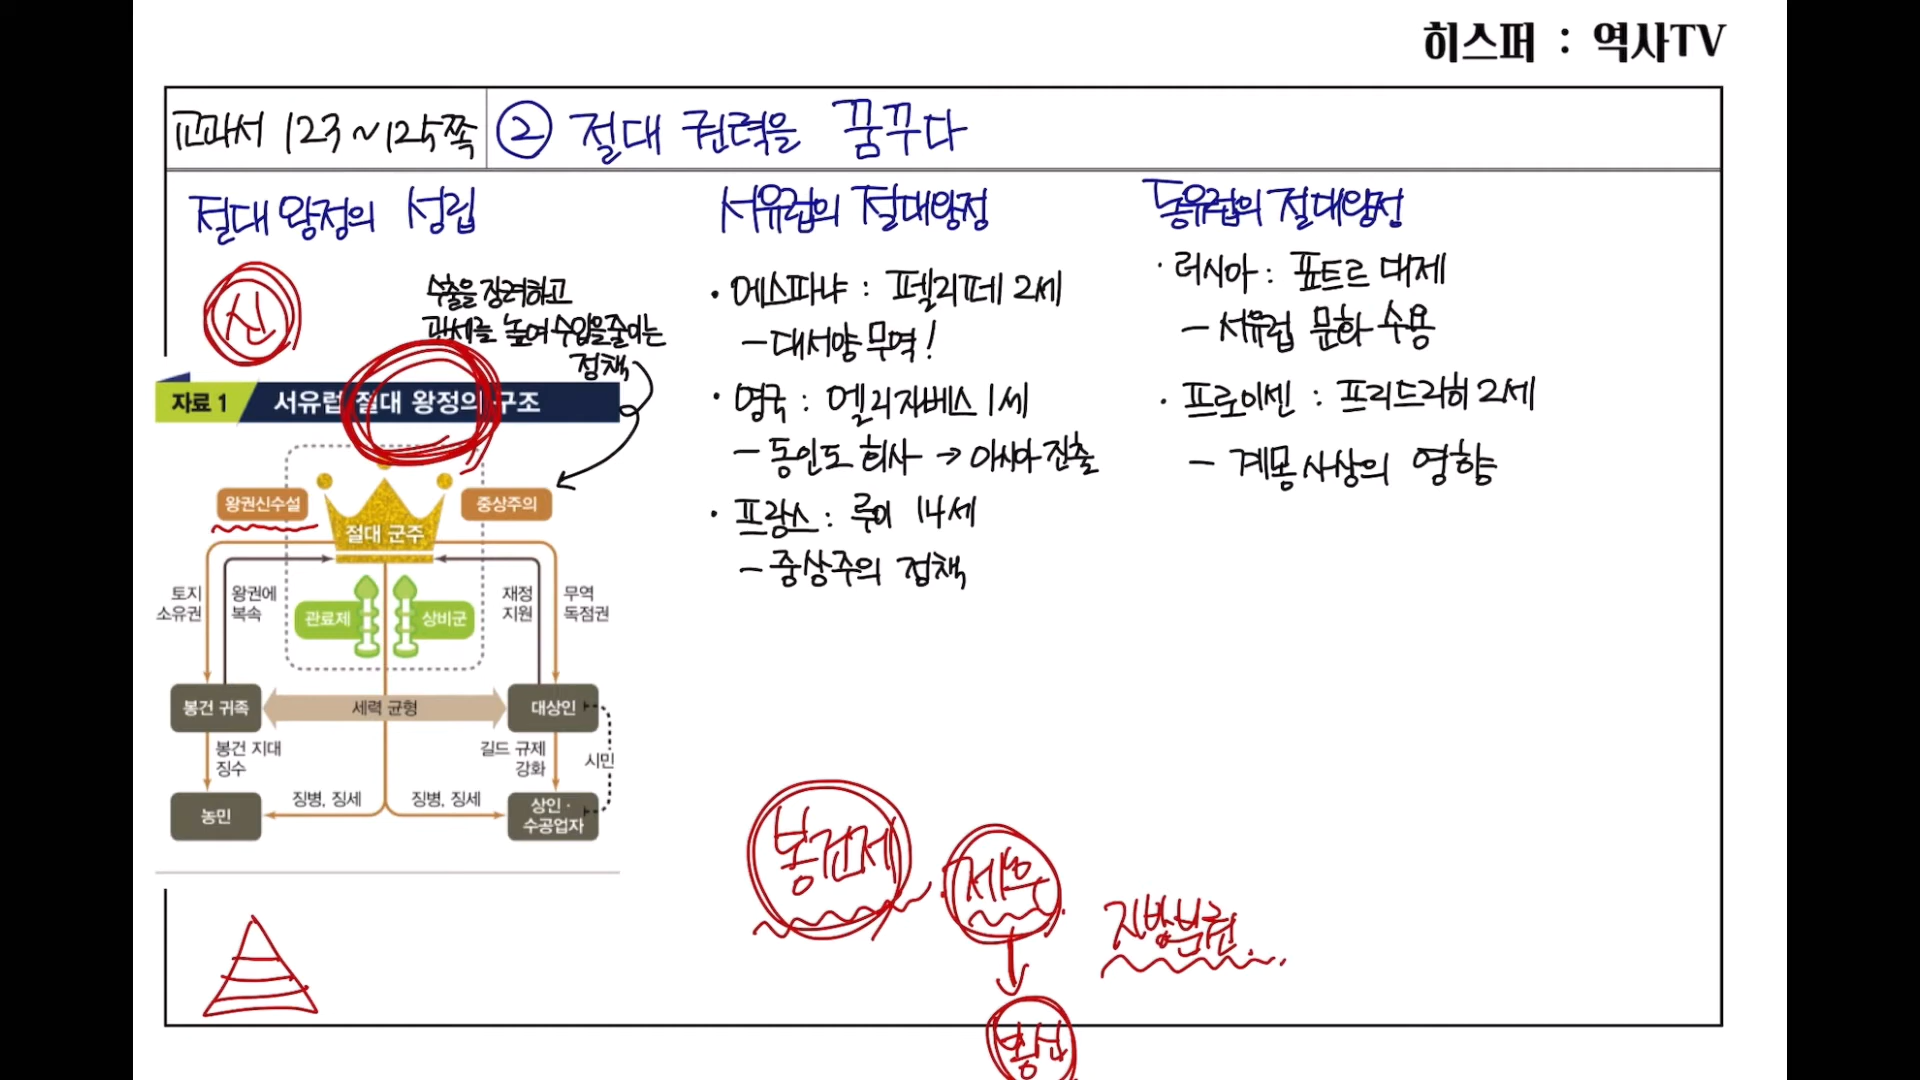 히스퍼 : 역사TV
교과서 123~125쪽
② 절대 권력을 꿈꾸다
절대 왕정의 성립
신
수출을 장려하고
관세를 높여 수입을 줄이는
정책
자료 1 서유럽 절대 왕정의 구조
왕권신수설
중상주의
절대 군주
토지
소유권
왕권에
복속
관료제
상비군
재정
지원
무역
독점권
봉건 귀족
세력 균형
대상인
봉건 지대
징수
길드 규제
강화
시민
농민
징병, 징세
징병, 징세
상인·
수공업자
서유럽의 절대왕정
· 에스파냐 : 펠리페 2세
- 대서양 무역!
· 영국 : 엘리자베스 1세
- 동인도 회사 → 아시아 진출
· 프랑스 : 루이 14세
- 중상주의 정책
동유럽의 절대왕정
· 러시아 : 표트르 대제
- 서유럽 문화 수용
· 프로이센 : 프리드리히 2세
- 계몽사상의 영향
봉건제
제후
지방분권